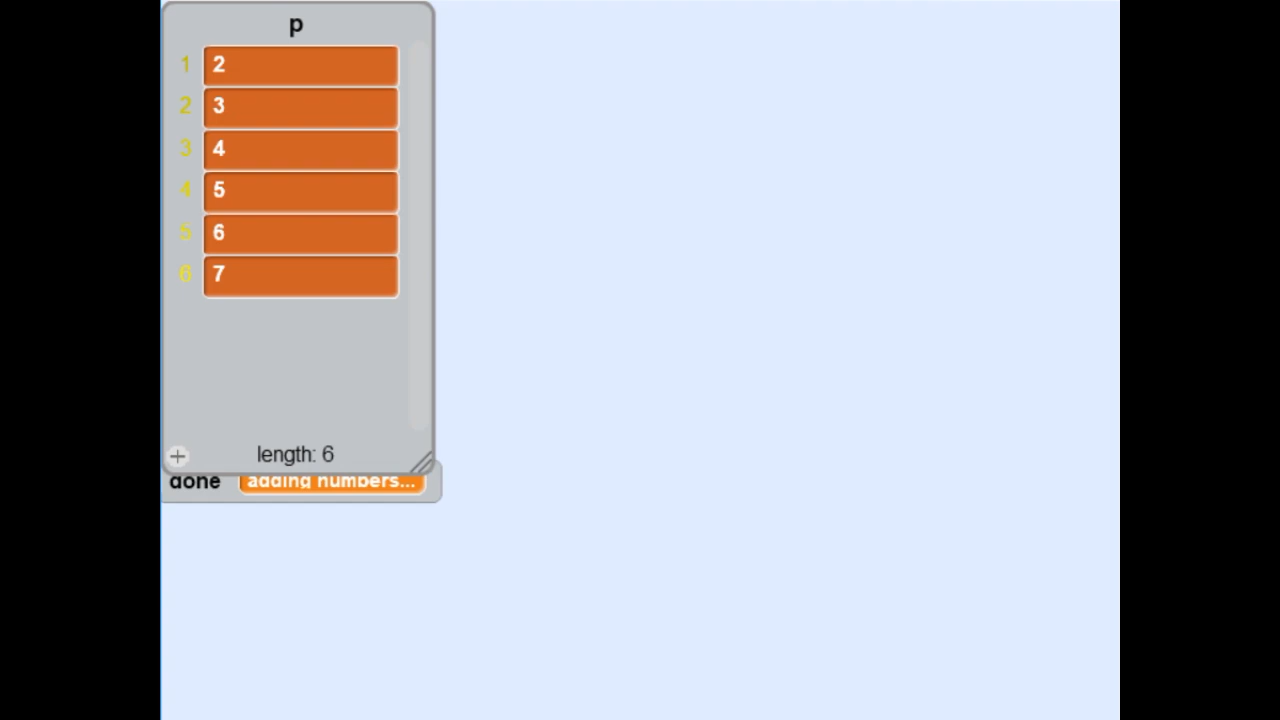 p
1 2
2 3
3 4
4 5
5 6
6 7
+ length: 6
done adding numbers...